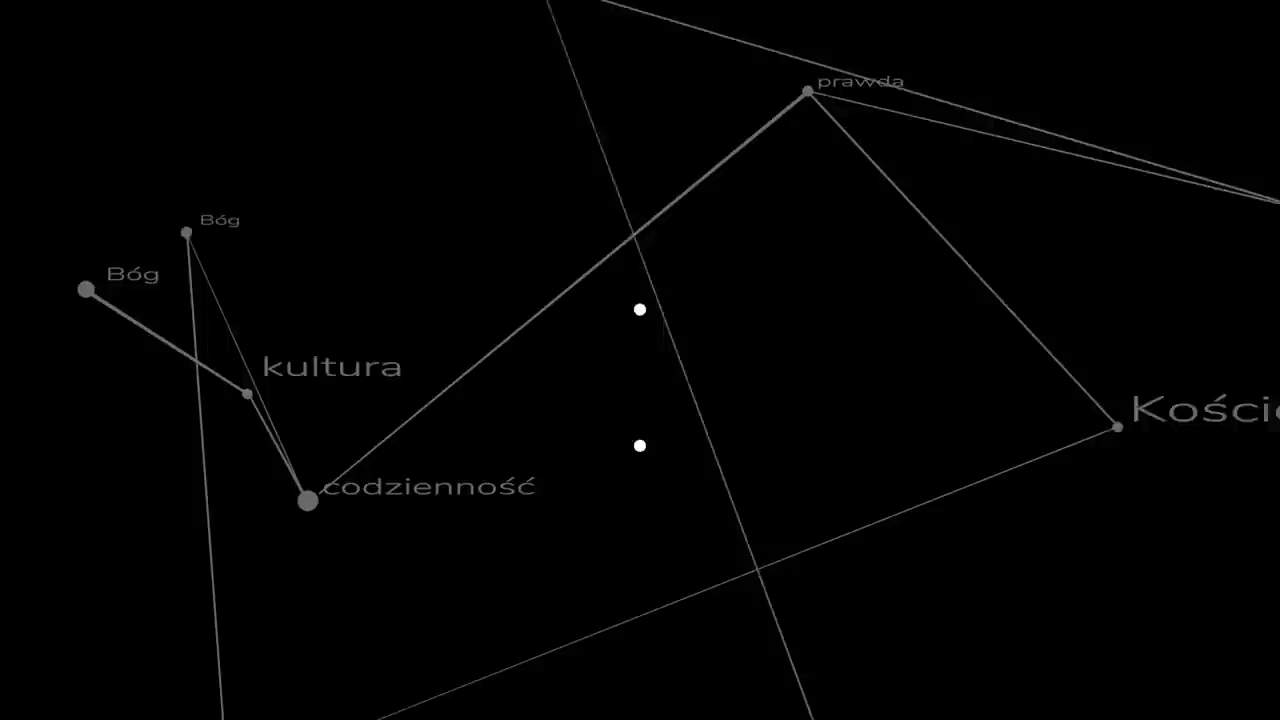 prawda
Bóg
Bóg
kultura
Kości
codzienność